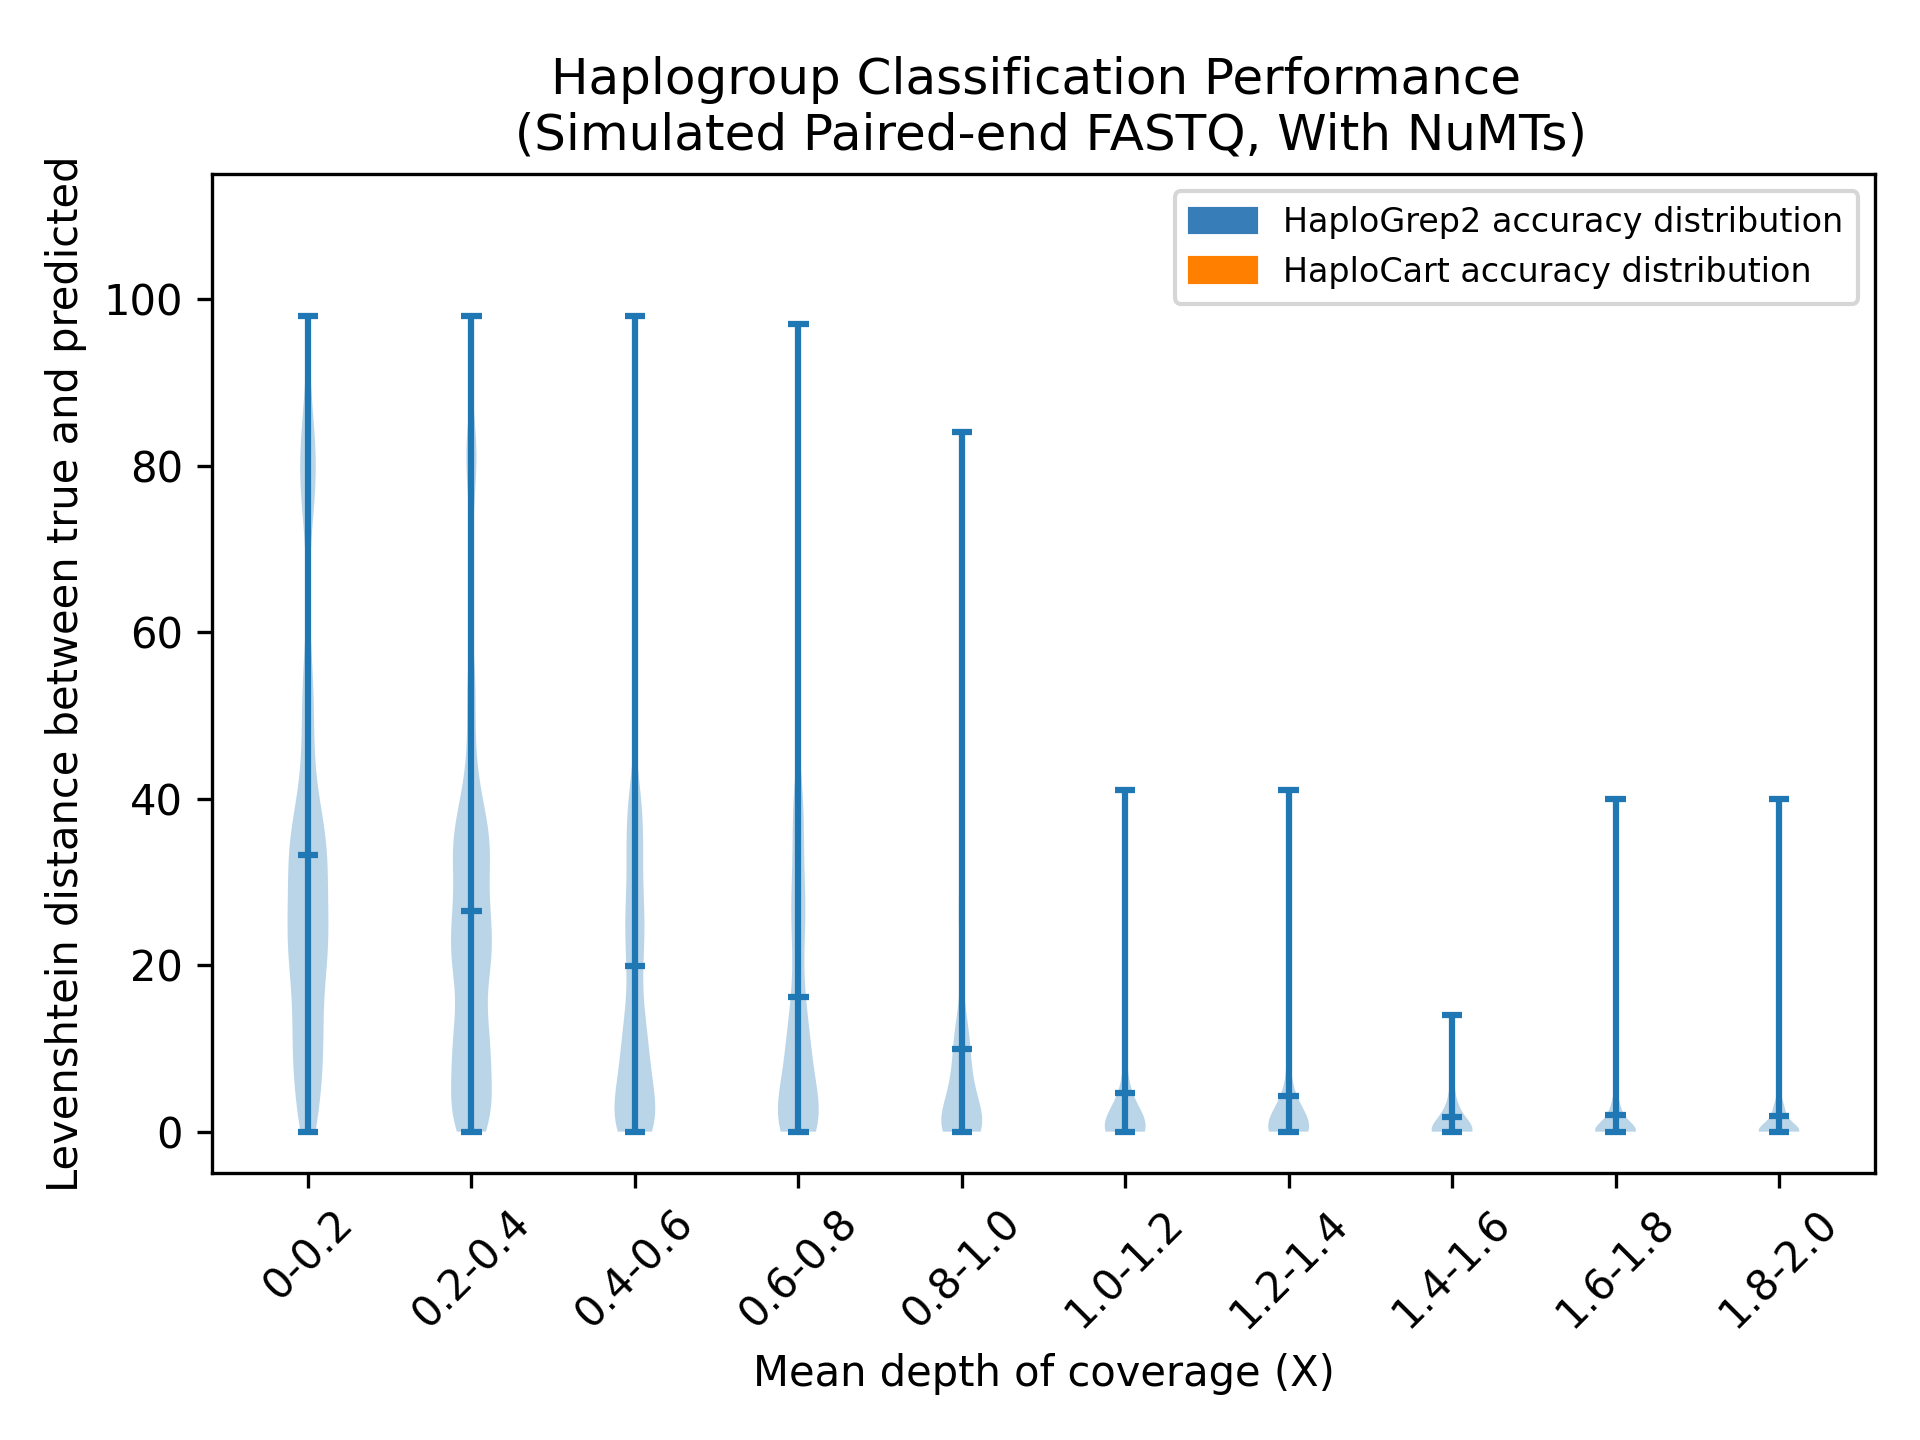 Haplogroup Classification Performance
(Simulated Paired-end FASTQ, With NuMTs)
HaploGrep2 accuracy distribution
HaploCart accuracy distribution
Levenshtein distance between true and predicted
100
80
60
40
20
0
0-0.2
0.2-0.4
0.4-0.6
0.6-0.8
0.8-1.0
1.0-1.2
1.2-1.4
1.4-1.6
1.6-1.8
1.8-2.0
Mean depth of coverage (X)